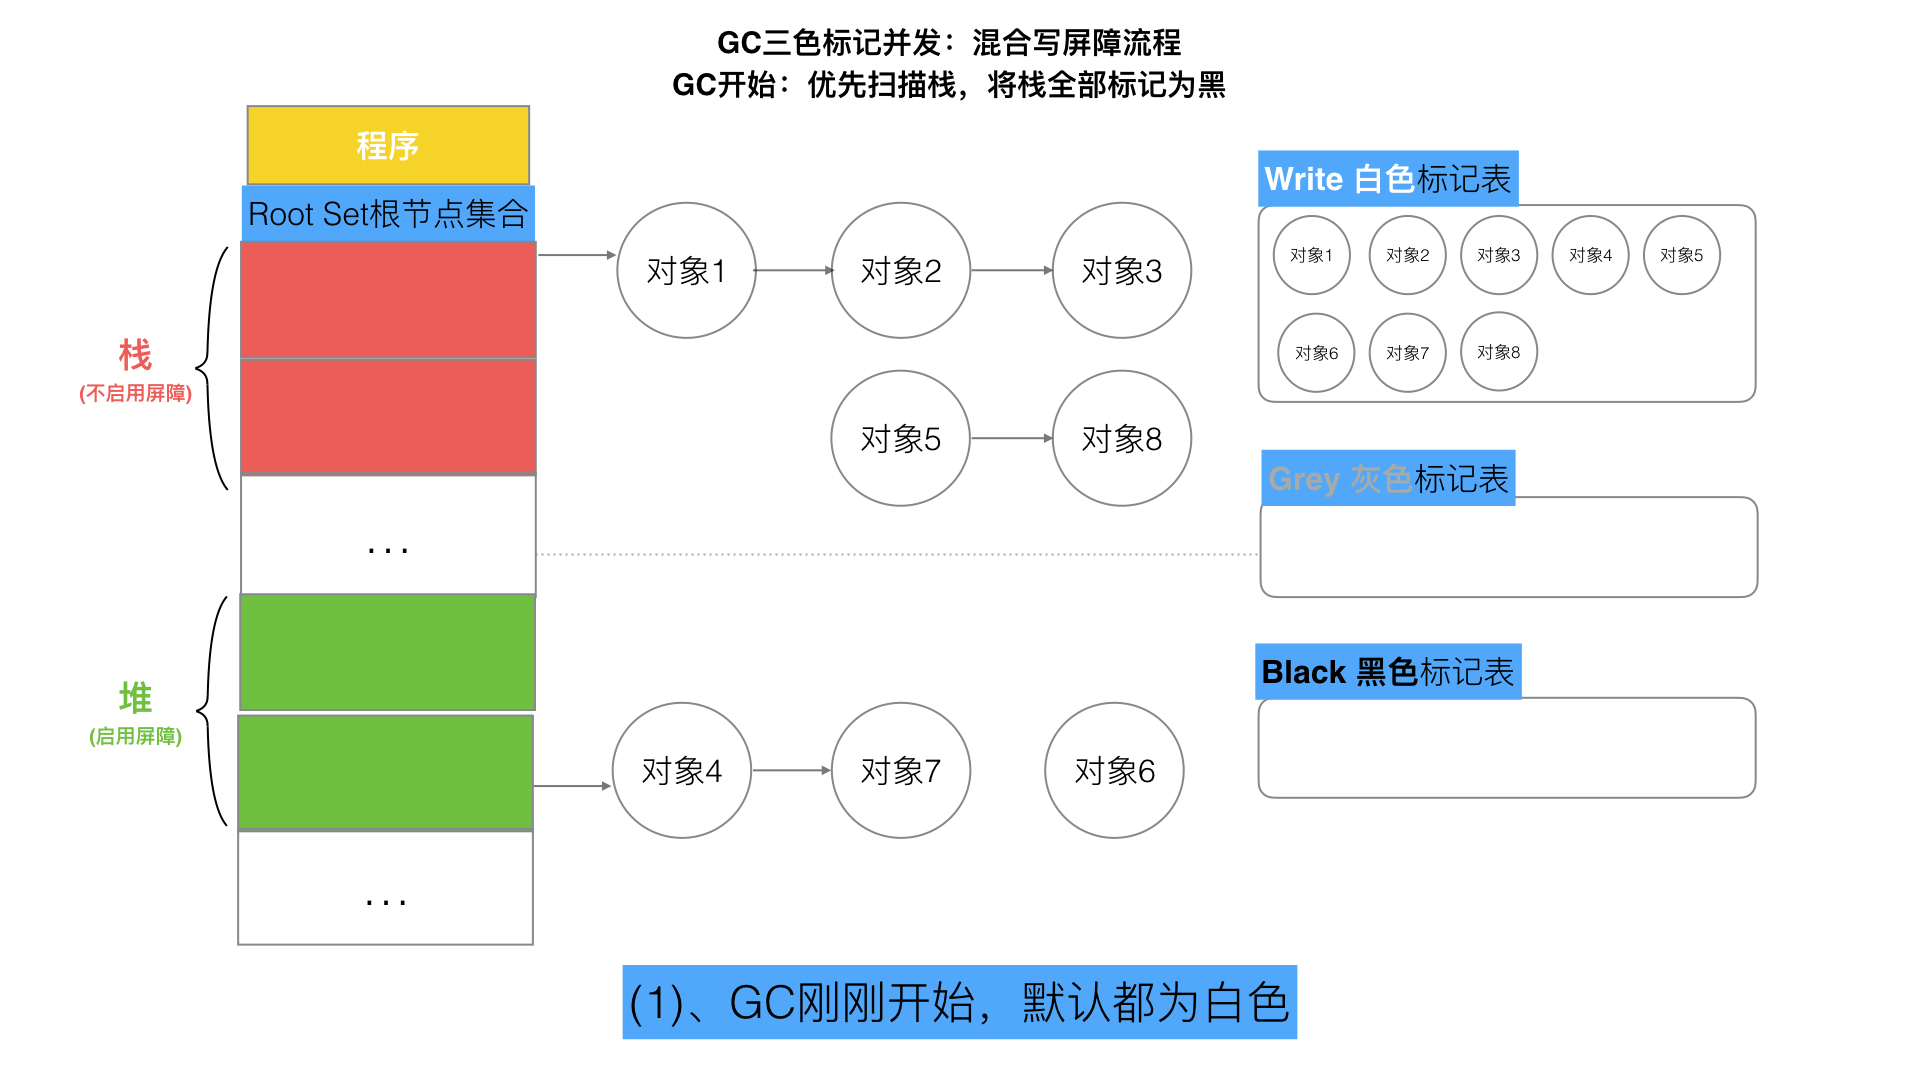 GC三色标记并发：混合写屏障流程
GC开始：优先扫描栈，将栈全部标记为黑
程序
Root Set根节点集合
栈
(不启用屏障)
...
堆
(启用屏障)
...
对象1
对象2
对象3
对象5
对象8
对象4
对象7
对象6
Write 白色标记表
对象1
对象2
对象3
对象4
对象5
对象6
对象7
对象8
Grey 灰色标记表
Black 黑色标记表
(1)、GC刚刚开始，默认都为白色